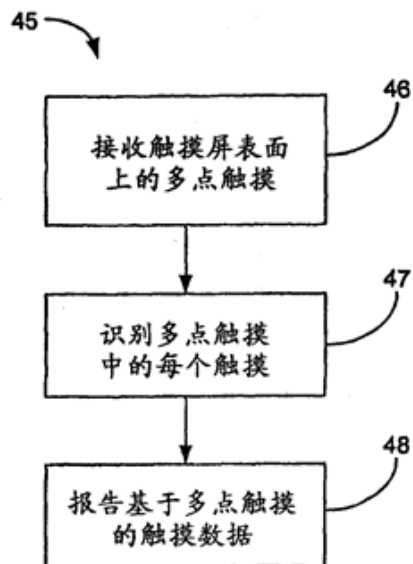 45
46
接收触摸屏表面
上的多点触摸
47
识别多点触摸
中的每个触摸
48
报告基于多点触摸
的触摸数据